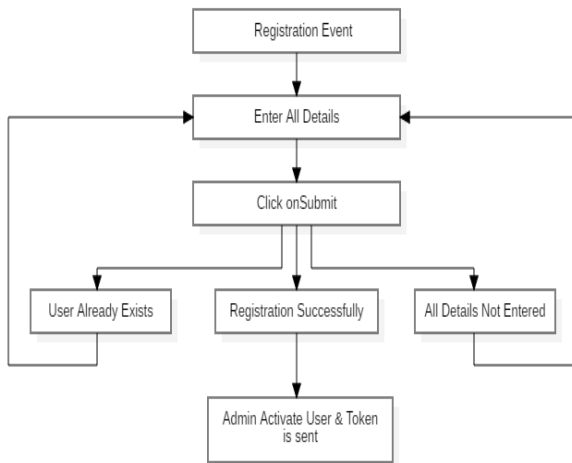 Registration Event
Enter All Details
Click onSubmit
User Already Exists
Registration Successfully
All Details Not Entered
Admin Activate User & Token
is sent